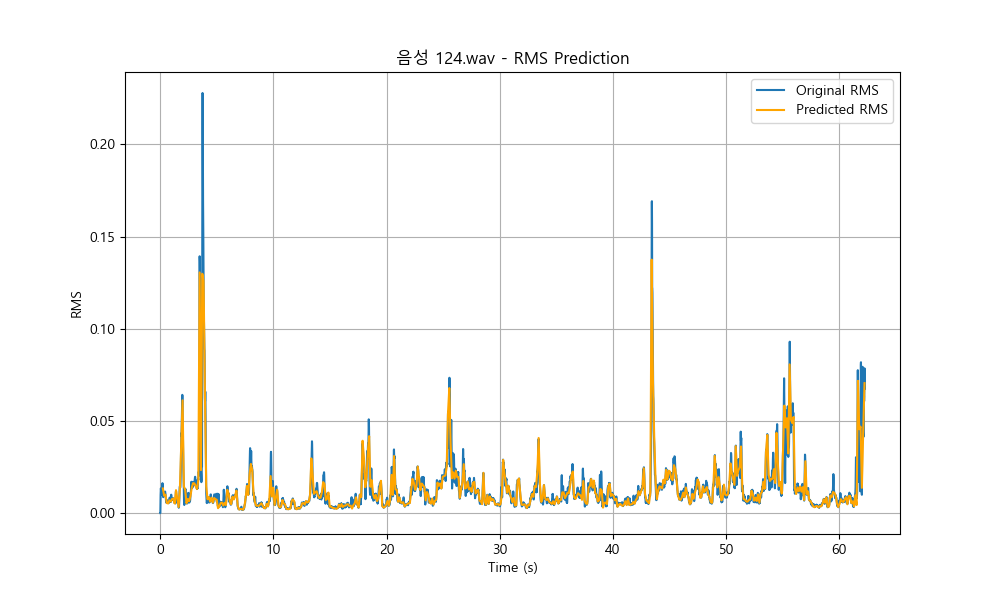 음성 124.wav - RMS Prediction
Original RMS
Predicted RMS
RMS
0.20
0.15
0.10
0.05
0.00
0 10 20 30 40 50 60
Time (s)